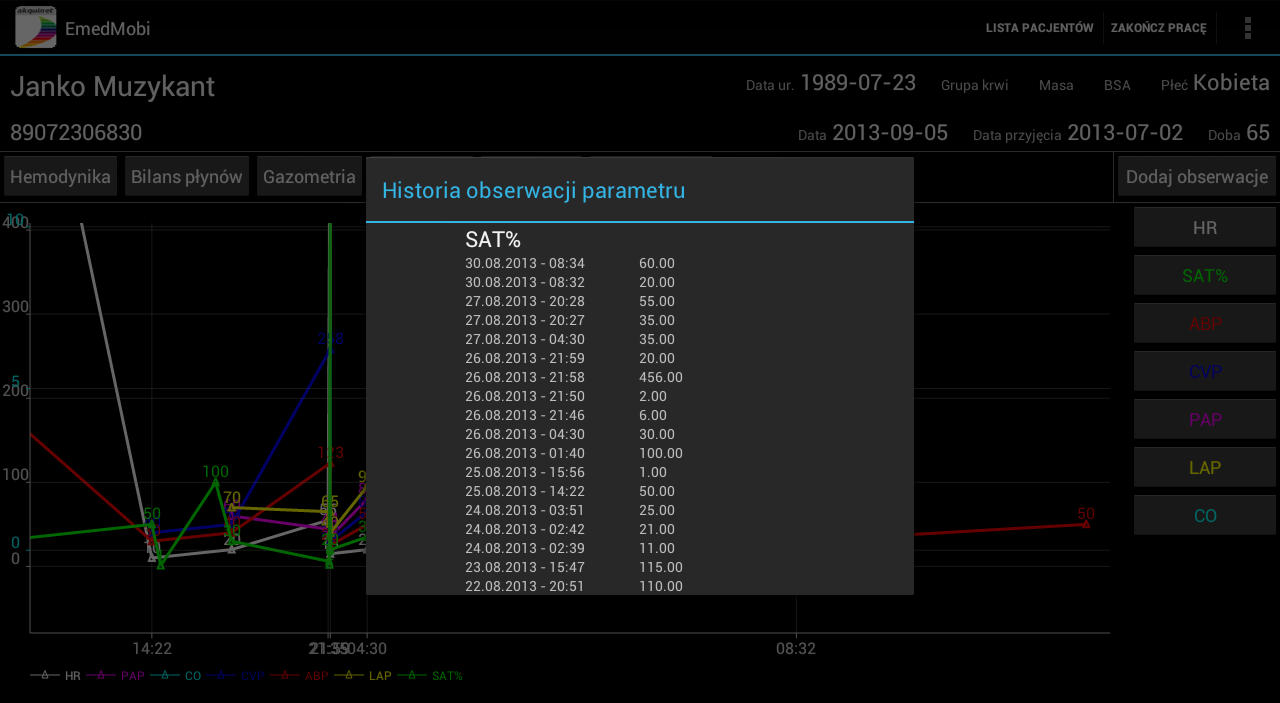 akquinet
EmedMobi
LISTA PACJENTÓW
ZAKOŃCZ PRACĘ
Janko Muzykant
Data ur. 1989-07-23 Grupa krwi Masa BSA Płeć Kobieta
89072306830
Data 2013-09-05 Data przyjęcia 2013-07-02 Doba 65
Hemodynika
Bilans płynów
Gazometria
Dodaj obserwacje
Historia obserwacji parametru
SAT%
30.08.2013 - 08:34 60.00
30.08.2013 - 08:32 20.00
27.08.2013 - 20:28 55.00
27.08.2013 - 20:27 35.00
27.08.2013 - 04:30 35.00
26.08.2013 - 21:59 20.00
26.08.2013 - 21:58 456.00
26.08.2013 - 21:50 2.00
26.08.2013 - 21:46 6.00
26.08.2013 - 04:30 30.00
26.08.2013 - 01:40 100.00
25.08.2013 - 15:56 1.00
25.08.2013 - 14:22 50.00
24.08.2013 - 03:51 25.00
24.08.2013 - 02:42 21.00
24.08.2013 - 02:39 11.00
23.08.2013 - 15:47 115.00
22.08.2013 - 20:51 110.00
HR
SAT%
ABP
CVP
PAP
LAP
CO
10
400
300
5
200
100
0
0
100
50
70
65
123
50
14:22
04:30
08:32
HR PAP CO CVP ABP LAP SAT%